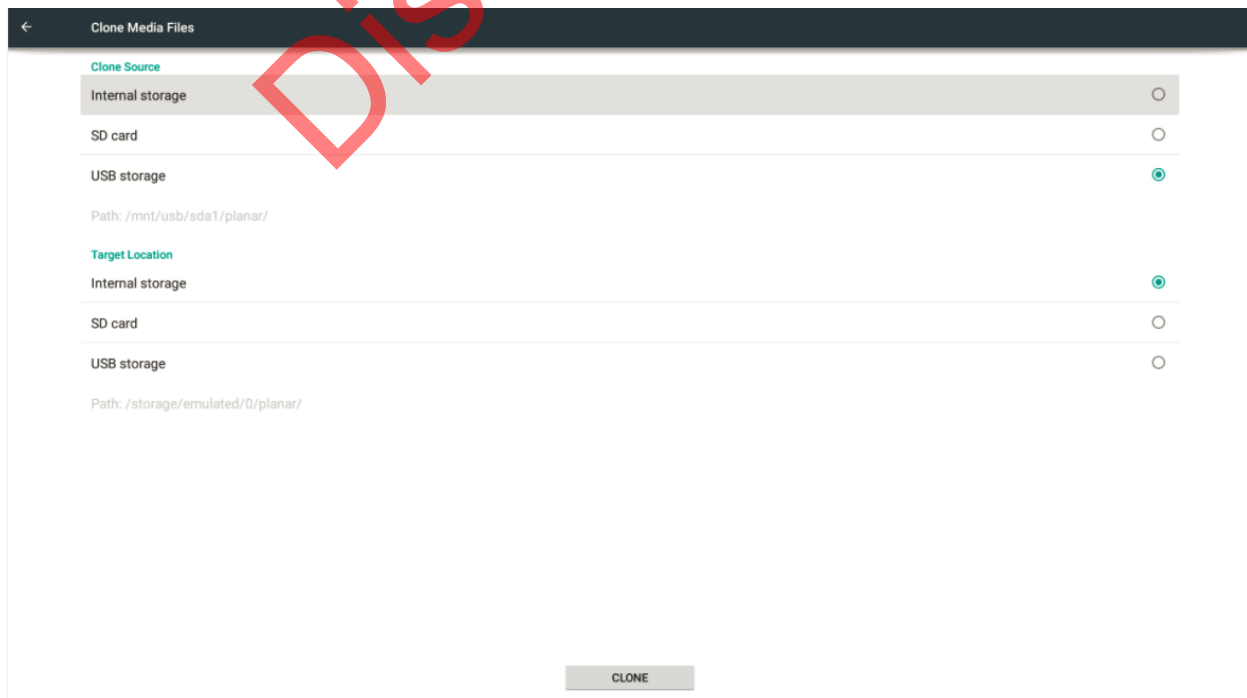 Clone Media Files
Clone Source
Internal storage
SD card
USB storage
Path: /mnt/usb/sda1/planar/
Target Location
Internal storage
SD card
USB storage
Path: /storage/emulated/0/planar/
CLONE